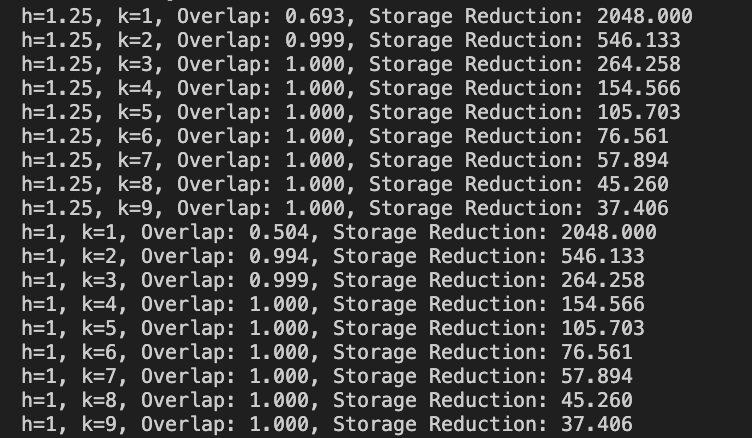 h=1.25, k=1, Overlap: 0.693, Storage Reduction: 2048.000
h=1.25, k=2, Overlap: 0.999, Storage Reduction: 546.133
h=1.25, k=3, Overlap: 1.000, Storage Reduction: 264.258
h=1.25, k=4, Overlap: 1.000, Storage Reduction: 154.566
h=1.25, k=5, Overlap: 1.000, Storage Reduction: 105.703
h=1.25, k=6, Overlap: 1.000, Storage Reduction: 76.561
h=1.25, k=7, Overlap: 1.000, Storage Reduction: 57.894
h=1.25, k=8, Overlap: 1.000, Storage Reduction: 45.260
h=1.25, k=9, Overlap: 1.000, Storage Reduction: 37.406
h=1, k=1, Overlap: 0.504, Storage Reduction: 2048.000
h=1, k=2, Overlap: 0.994, Storage Reduction: 546.133
h=1, k=3, Overlap: 0.999, Storage Reduction: 264.258
h=1, k=4, Overlap: 1.000, Storage Reduction: 154.566
h=1, k=5, Overlap: 1.000, Storage Reduction: 105.703
h=1, k=6, Overlap: 1.000, Storage Reduction: 76.561
h=1, k=7, Overlap: 1.000, Storage Reduction: 57.894
h=1, k=8, Overlap: 1.000, Storage Reduction: 45.260
h=1, k=9, Overlap: 1.000, Storage Reduction: 37.406